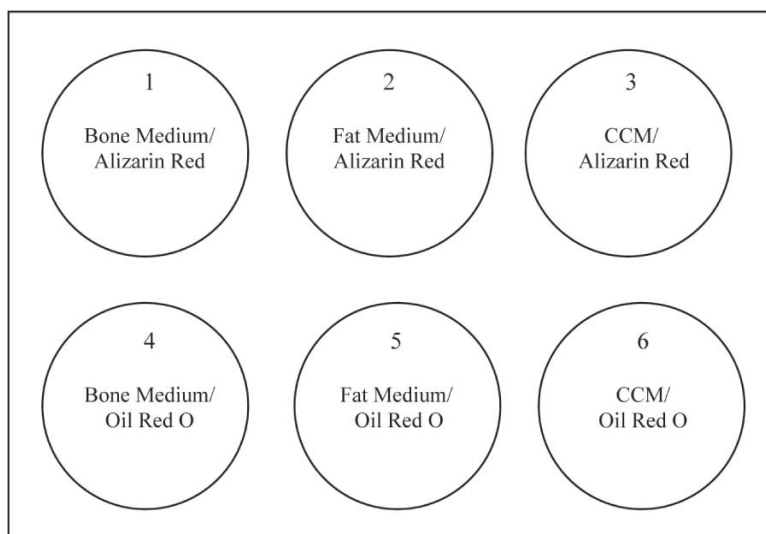 1
Bone Medium/
Alizarin Red
2
Fat Medium/
Alizarin Red
3
CCM/
Alizarin Red
4
Bone Medium/
Oil Red O
5
Fat Medium/
Oil Red O
6
CCM/
Oil Red O